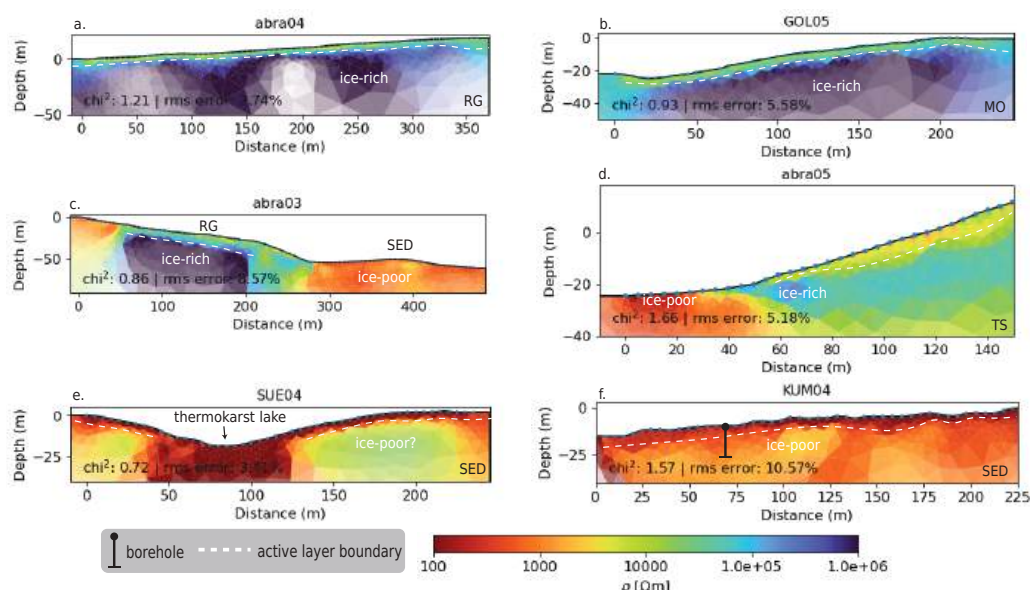 a.
abra04
Depth (m)
0
−50
ice-rich
chi²: 1.21 | rms error: 3.74%
RG
0 50 100 150 200 250 300 350
Distance (m)
b.
GOL05
Depth (m)
0
−20
−40
ice-rich
chi²: 0.93 | rms error: 5.58%
MO
0 50 100 150 200
Distance (m)
c.
abra03
Depth (m)
0
−50
RG
ice-rich
SED
ice-poor
chi²: 0.86 | rms error: 8.57%
0 100 200 300 400
Distance (m)
d.
abra05
Depth (m)
0
−20
−40
ice-poor
ice-rich
chi²: 1.66 | rms error: 5.18%
TS
0 20 40 60 80 100 120 140
Distance (m)
e.
SUE04
Depth (m)
0
−25
thermokarst lake
ice-poor?
chi²: 0.72 | rms error:
SED
0 50 100 150 200
Distance (m)
f.
KUM04
Depth (m)
0
−25
ice-poor
chi²: 1.57 | rms error: 10.57%
SED
0 25 50 75 100 125 150 175 200 225
Distance (m)
borehole
active layer boundary
100 1000 10000 1.0e+05 1.0e+06
ρ [Ωm]